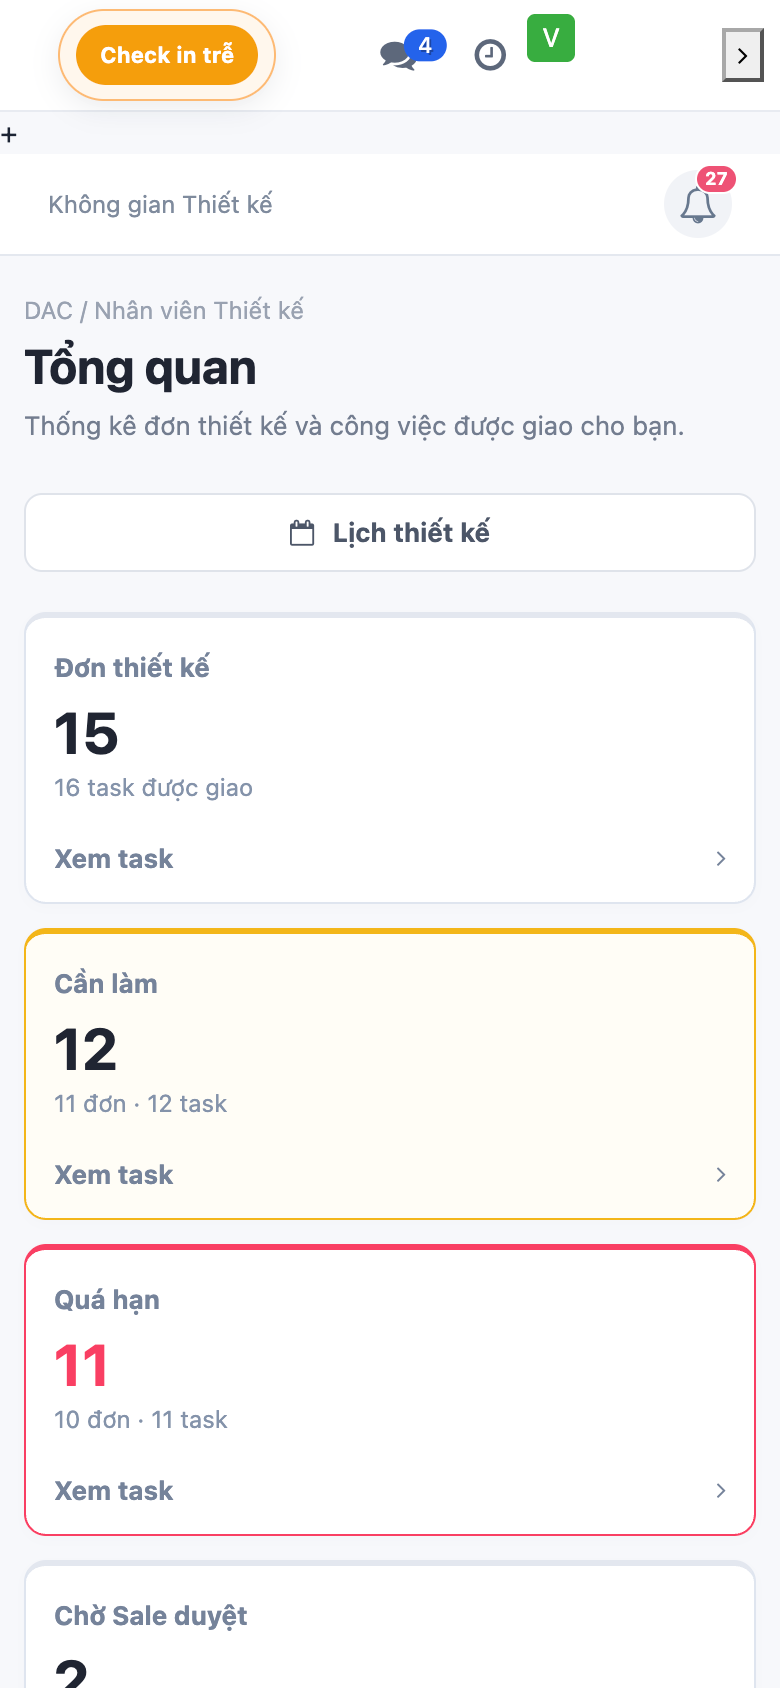 Check in trễ
4
V
+
Không gian Thiết kế
27
DAC / Nhân viên Thiết kế
Tổng quan
Thống kê đơn thiết kế và công việc được giao cho bạn.
Lịch thiết kế
Đơn thiết kế
15
16 task được giao
Xem task
Cần làm
12
11 đơn · 12 task
Xem task
Quá hạn
11
10 đơn · 11 task
Xem task
Chờ Sale duyệt
2